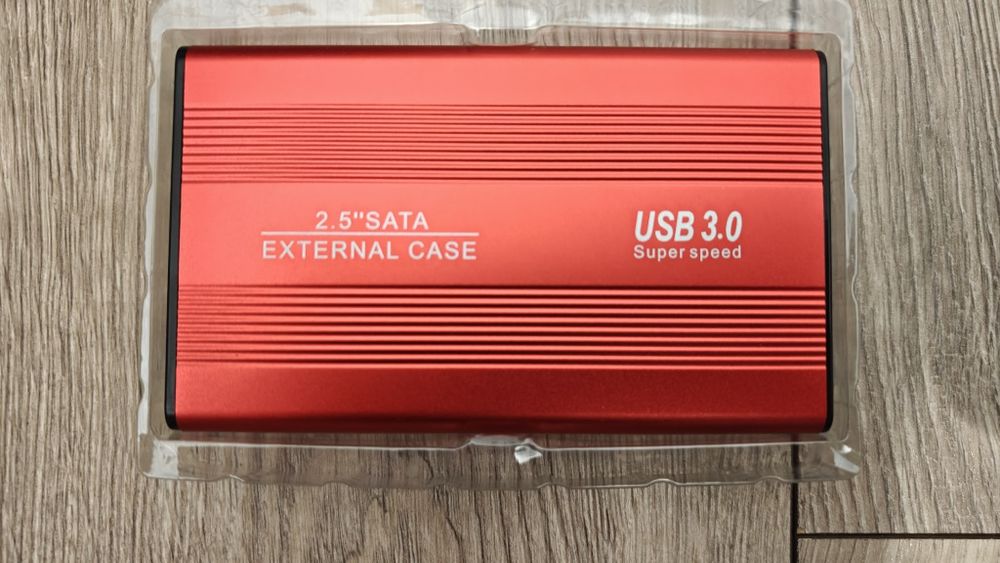 2.5"SATA
EXTERNAL CASE
USB 3.0
Super speed